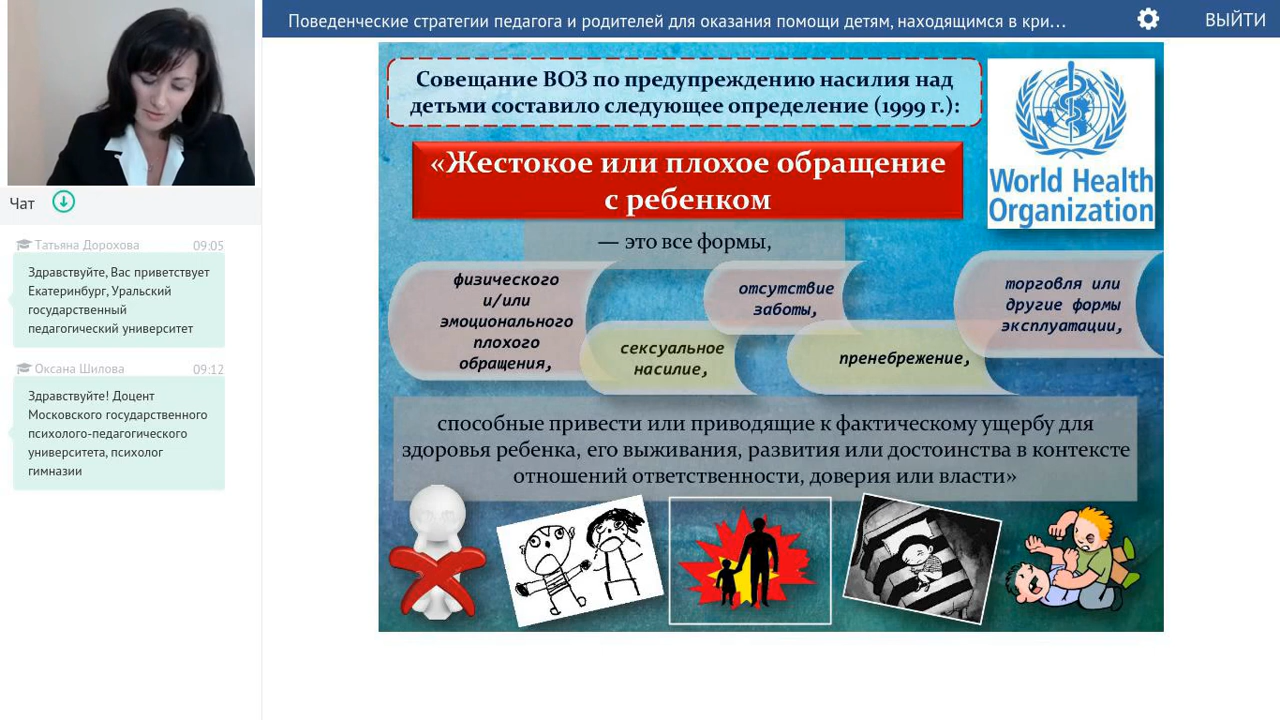 Поведенческие стратегии педагога и родителей для оказания помощи детям, находящимся в кри...
ВЫЙТИ
Чат
Татьяна Дорохова 09:05
Здравствуйте, Вас приветствует
Екатеринбург, Уральский
государственный
педагогический университет
Оксана Шилова 09:12
Здравствуйте! Доцент
Московского государственного
психолого-педагогического
университета, психолог
гимназии
Совещание ВОЗ по предупреждению насилия над
детьми составило следующее определение (1999 г.):
World Health
Organization
«Жестокое или плохое обращение
с ребенком
— это все формы,
физического
и/или
эмоционального
плохого
обращения,
сексуальное
насилие,
отсутствие
заботы,
пренебрежение,
торговля или
другие формы
эксплуатации,
способные привести или приводящие к фактическому ущербу для
здоровья ребенка, его выживания, развития или достоинства в контексте
отношений ответственности, доверия или власти»